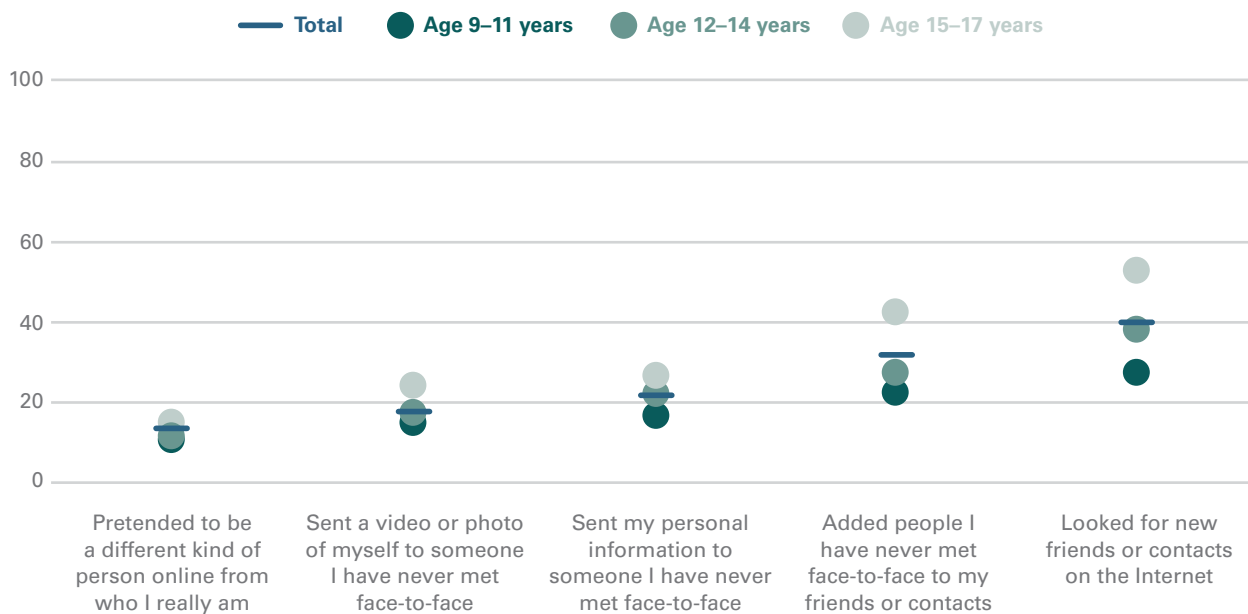 Total Age 9–11 years Age 12–14 years Age 15–17 years
100
80
60
40
20
0
Pretended to be
a different kind of
person online from
who I really am
Sent a video or photo
of myself to someone
I have never met
face-to-face
Sent my personal
information to
someone I have never
met face-to-face
Added people I
have never met
face-to-face to my
friends or contacts
Looked for new
friends or contacts
on the Internet